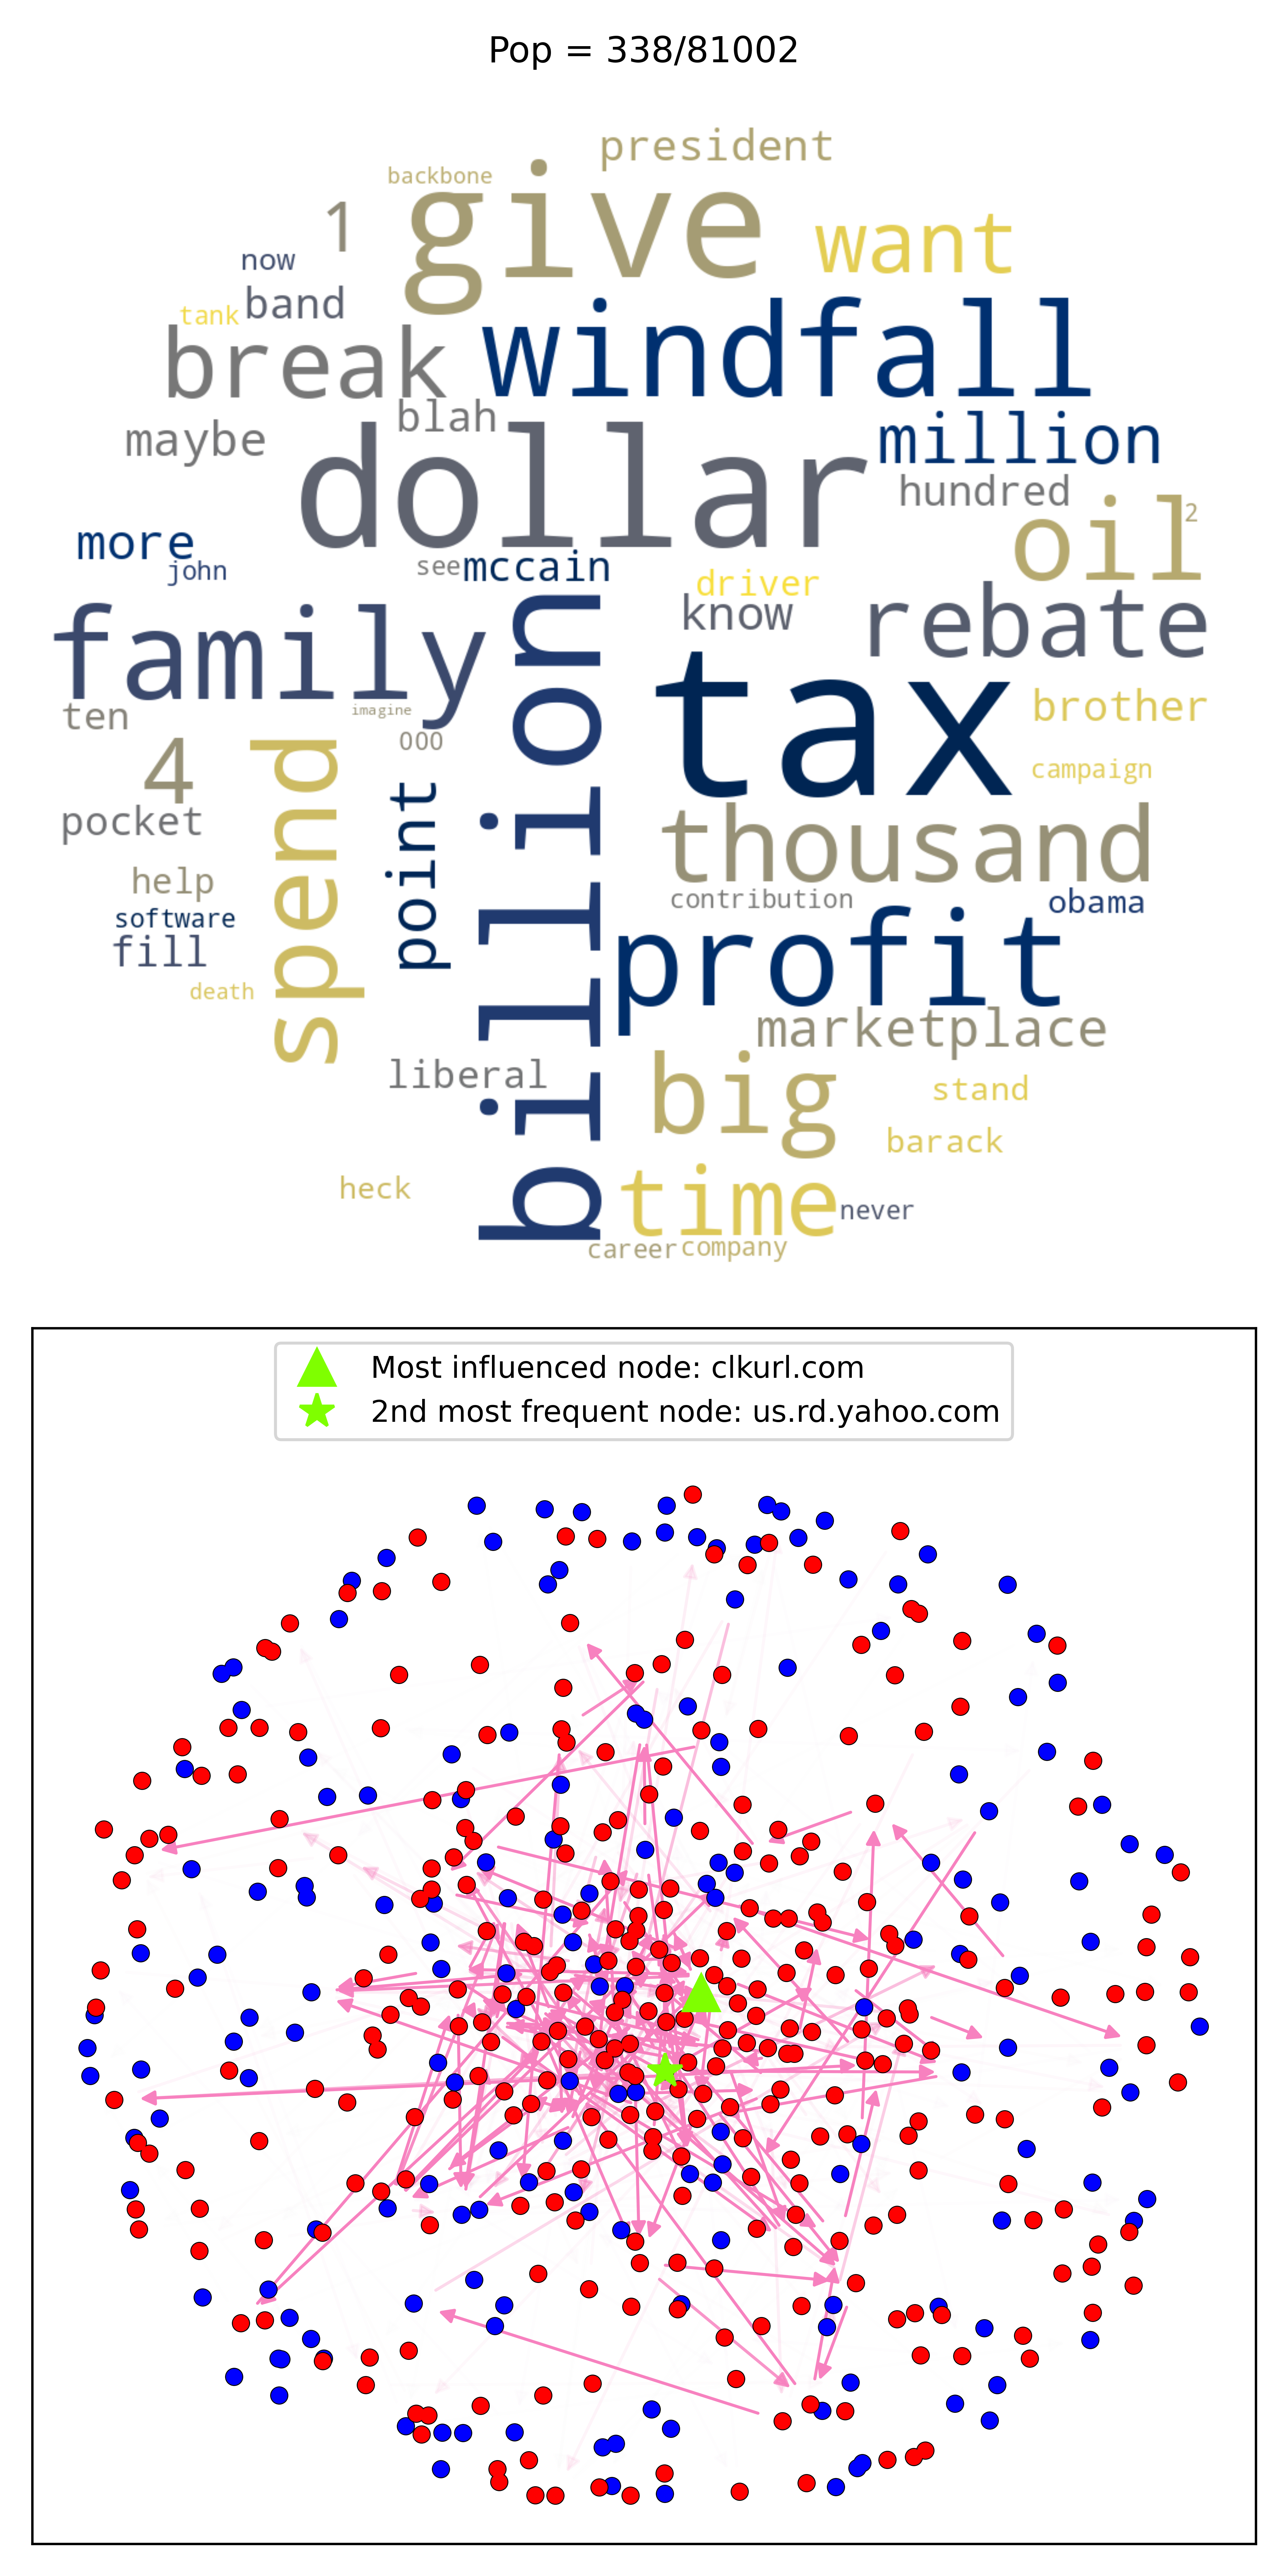 Pop = 338/81002
president
backbone
give
1
want
now
band
tank
windfall
break
blah
maybe
dollar
million
hundred
oil
2
more
john
see
mccain
driver
know
rebate
family
billion
tax
ten
imagine
000
brother
4
spend
point
campaign
pocket
thousand
help
contribution
obama
software
fill
profit
death
marketplace
liberal
big
stand
barack
heck
time
never
career
company
Most influenced node: clkurl.com
2nd most frequent node: us.rd.yahoo.com